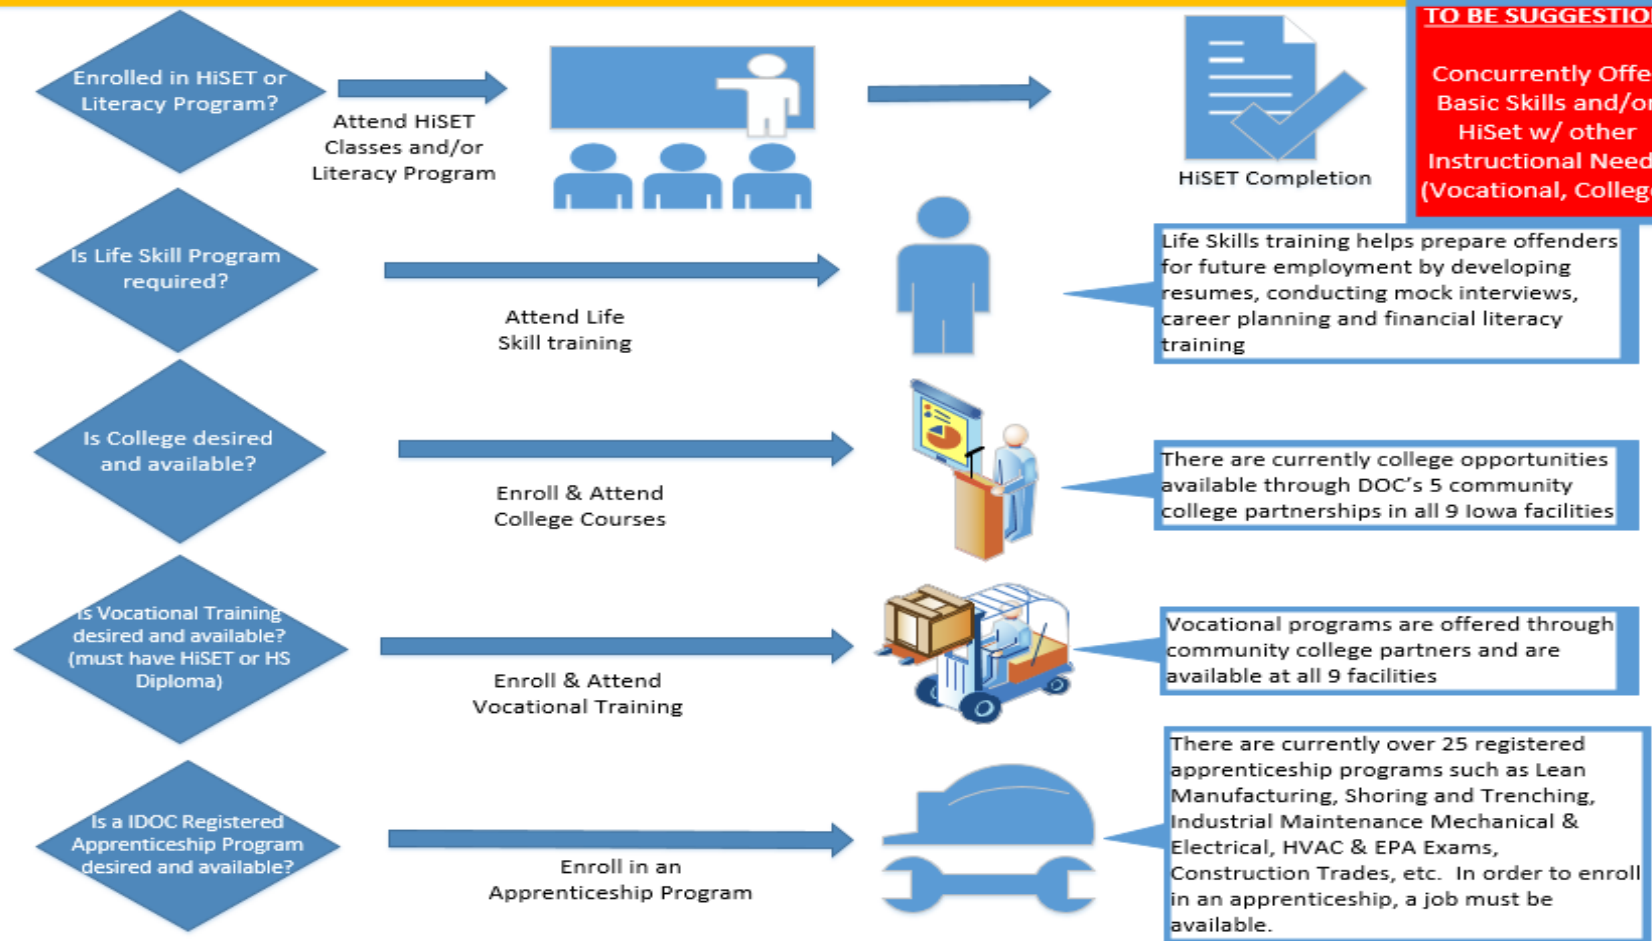 Enrolled in HiSET or
Literacy Program?
Attend HiSET
Classes and/or
Literacy Program
HiSET Completion
TO BE SUGGESTION
Concurrently Offe
Basic Skills and/or
HiSet w/ other
Instructional Need
(Vocational, College
Is Life Skill Program
required?
Attend Life
Skill training
Life Skills training helps prepare offenders
for future employment by developing
resumes, conducting mock interviews,
career planning and financial literacy
training
Is College desired
and available?
Enroll & Attend
College Courses
There are currently college opportunities
available through DOC’s 5 community
college partnerships in all 9 Iowa facilities
Is Vocational Training
desired and available?
(must have HiSET or HS
Diploma)
Enroll & Attend
Vocational Training
Vocational programs are offered through
community college partners and are
available at all 9 facilities
Is a IDOC Registered
Apprenticeship Program
desired and available?
Enroll in an
Apprenticeship Program
There are currently over 25 registered
apprenticeship programs such as Lean
Manufacturing, Shoring and Trenching,
Industrial Maintenance Mechanical &
Electrical, HVAC & EPA Exams,
Construction Trades, etc.  In order to enroll
in an apprenticeship, a job must be
available.